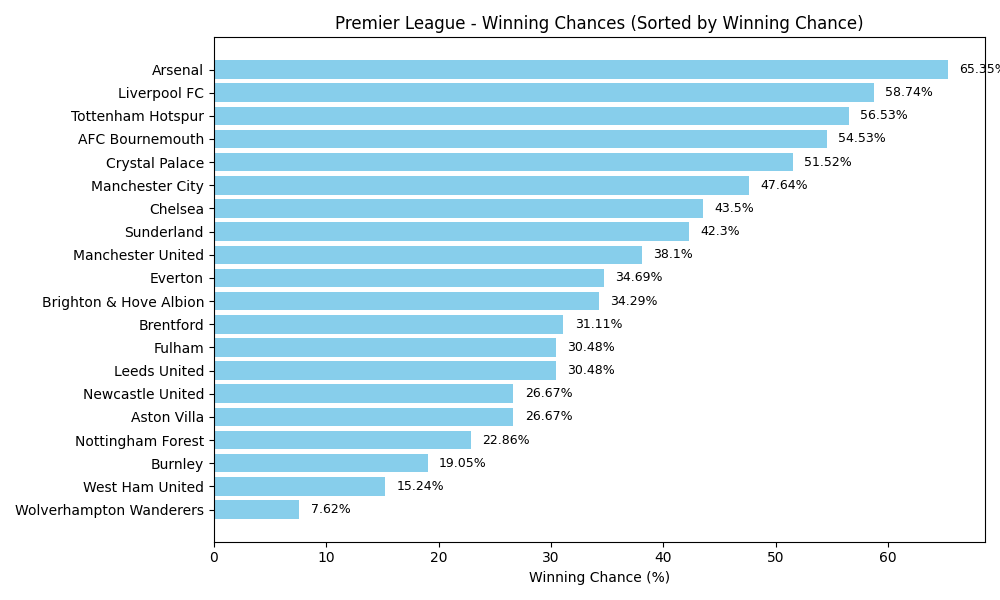 Premier League - Winning Chances (Sorted by Winning Chance)
Arsenal 65.35%
Liverpool FC 58.74%
Tottenham Hotspur 56.53%
AFC Bournemouth 54.53%
Crystal Palace 51.52%
Manchester City 47.64%
Chelsea 43.5%
Sunderland 42.3%
Manchester United 38.1%
Everton 34.69%
Brighton & Hove Albion 34.29%
Brentford 31.11%
Fulham 30.48%
Leeds United 30.48%
Newcastle United 26.67%
Aston Villa 26.67%
Nottingham Forest 22.86%
Burnley 19.05%
West Ham United 15.24%
Wolverhampton Wanderers 7.62%
0 10 20 30 40 50 60
Winning Chance (%)